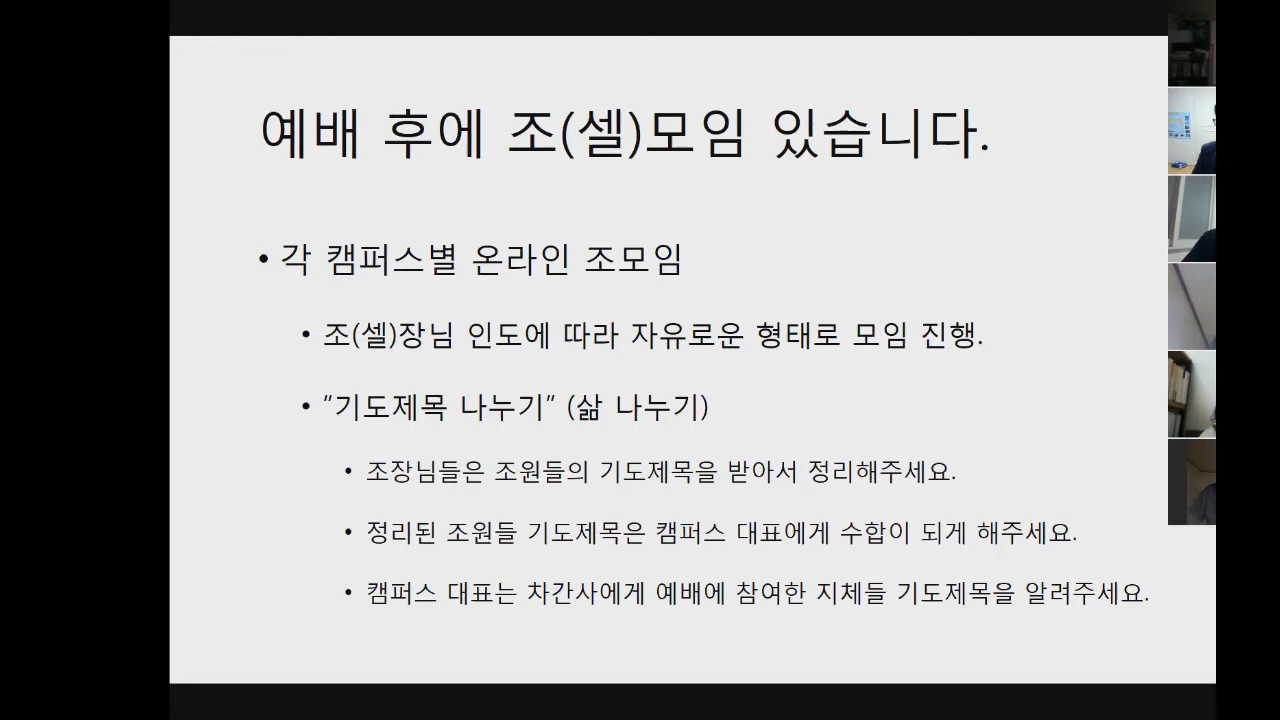 예배 후에 조(셀)모임 있습니다.
• 각 캠퍼스별 온라인 조모임
• 조(셀)장님 인도에 따라 자유로운 형태로 모임 진행.
• "기도제목 나누기" (삶 나누기)
• 조장님들은 조원들의 기도제목을 받아서 정리해주세요.
• 정리된 조원들 기도제목은 캠퍼스 대표에게 수합이 되게 해주세요.
• 캠퍼스 대표는 차간사에게 예배에 참여한 지체들 기도제목을 알려주세요.